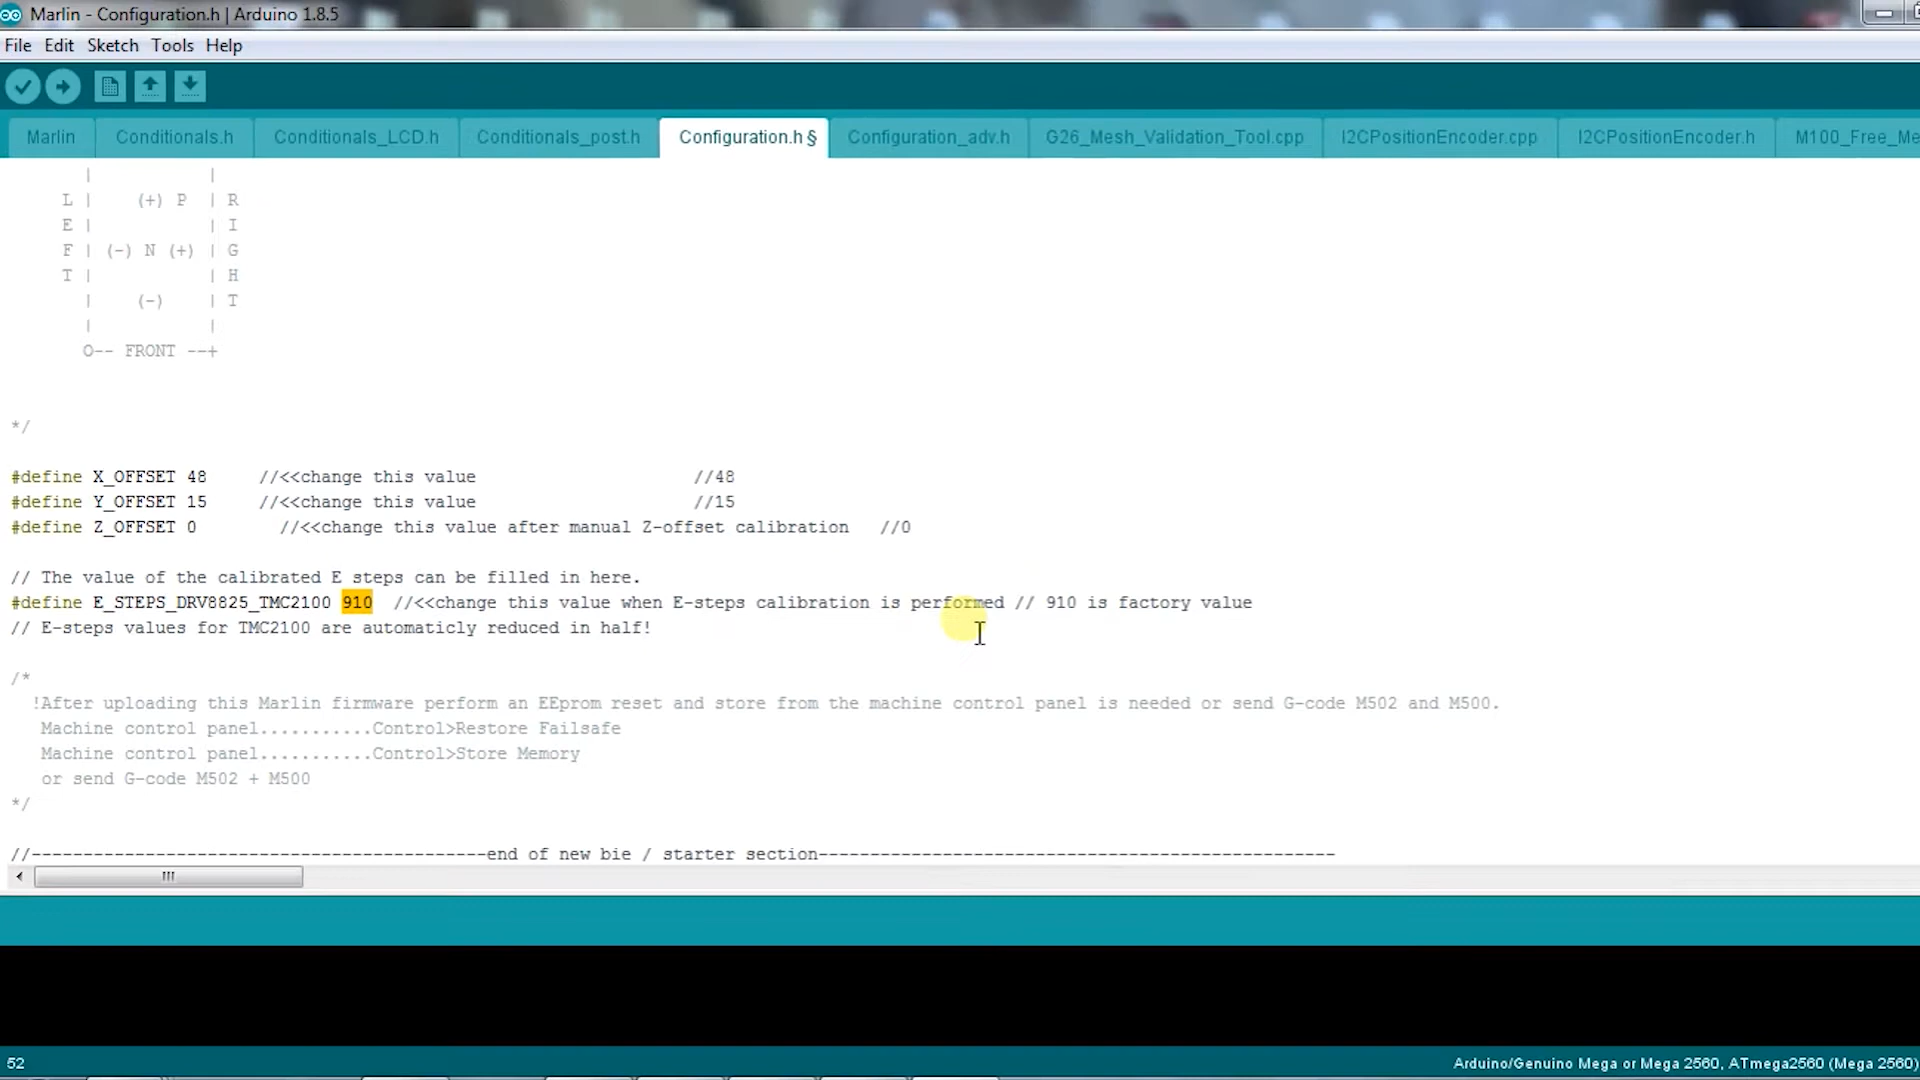 Marlin - Configuration.h | Arduino 1.8.5
File Edit Sketch Tools Help
Marlin Conditionals.h Conditionals_LCD.h Conditionals_post.h Configuration.h § Configuration_adv.h G26_Mesh_Validation_Tool.cpp I2CPositionEncoder.cpp I2CPositionEncoder.h M100_Free_Me
| |
L | (+) P | R
E | | I
F | (-) N (+) | G
T | | H
| (-) | T
| |
O-- FRONT --+
*/
#define X_OFFSET 48 //<<change this value //48
#define Y_OFFSET 15 //<<change this value //15
#define Z_OFFSET 0 //<<change this value after manual Z-offset calibration //0
// The value of the calibrated E steps can be filled in here.
#define E_STEPS_DRV8825_TMC2100 910 //<<change this value when E-steps calibration is performed // 910 is factory value
// E-steps values for TMC2100 are automaticly reduced in half!
/*
!After uploading this Marlin firmware perform an EEprom reset and store from the machine control panel is needed or send G-code M502 and M500.
Machine control panel...........Control>Restore Failsafe
Machine control panel...........Control>Store Memory
or send G-code M502 + M500
*/
//--------------------------------------------end of new bie / starter section--------------------------------------------------
52
Arduino/Genuino Mega or Mega 2560, ATmega2560 (Mega 2560)